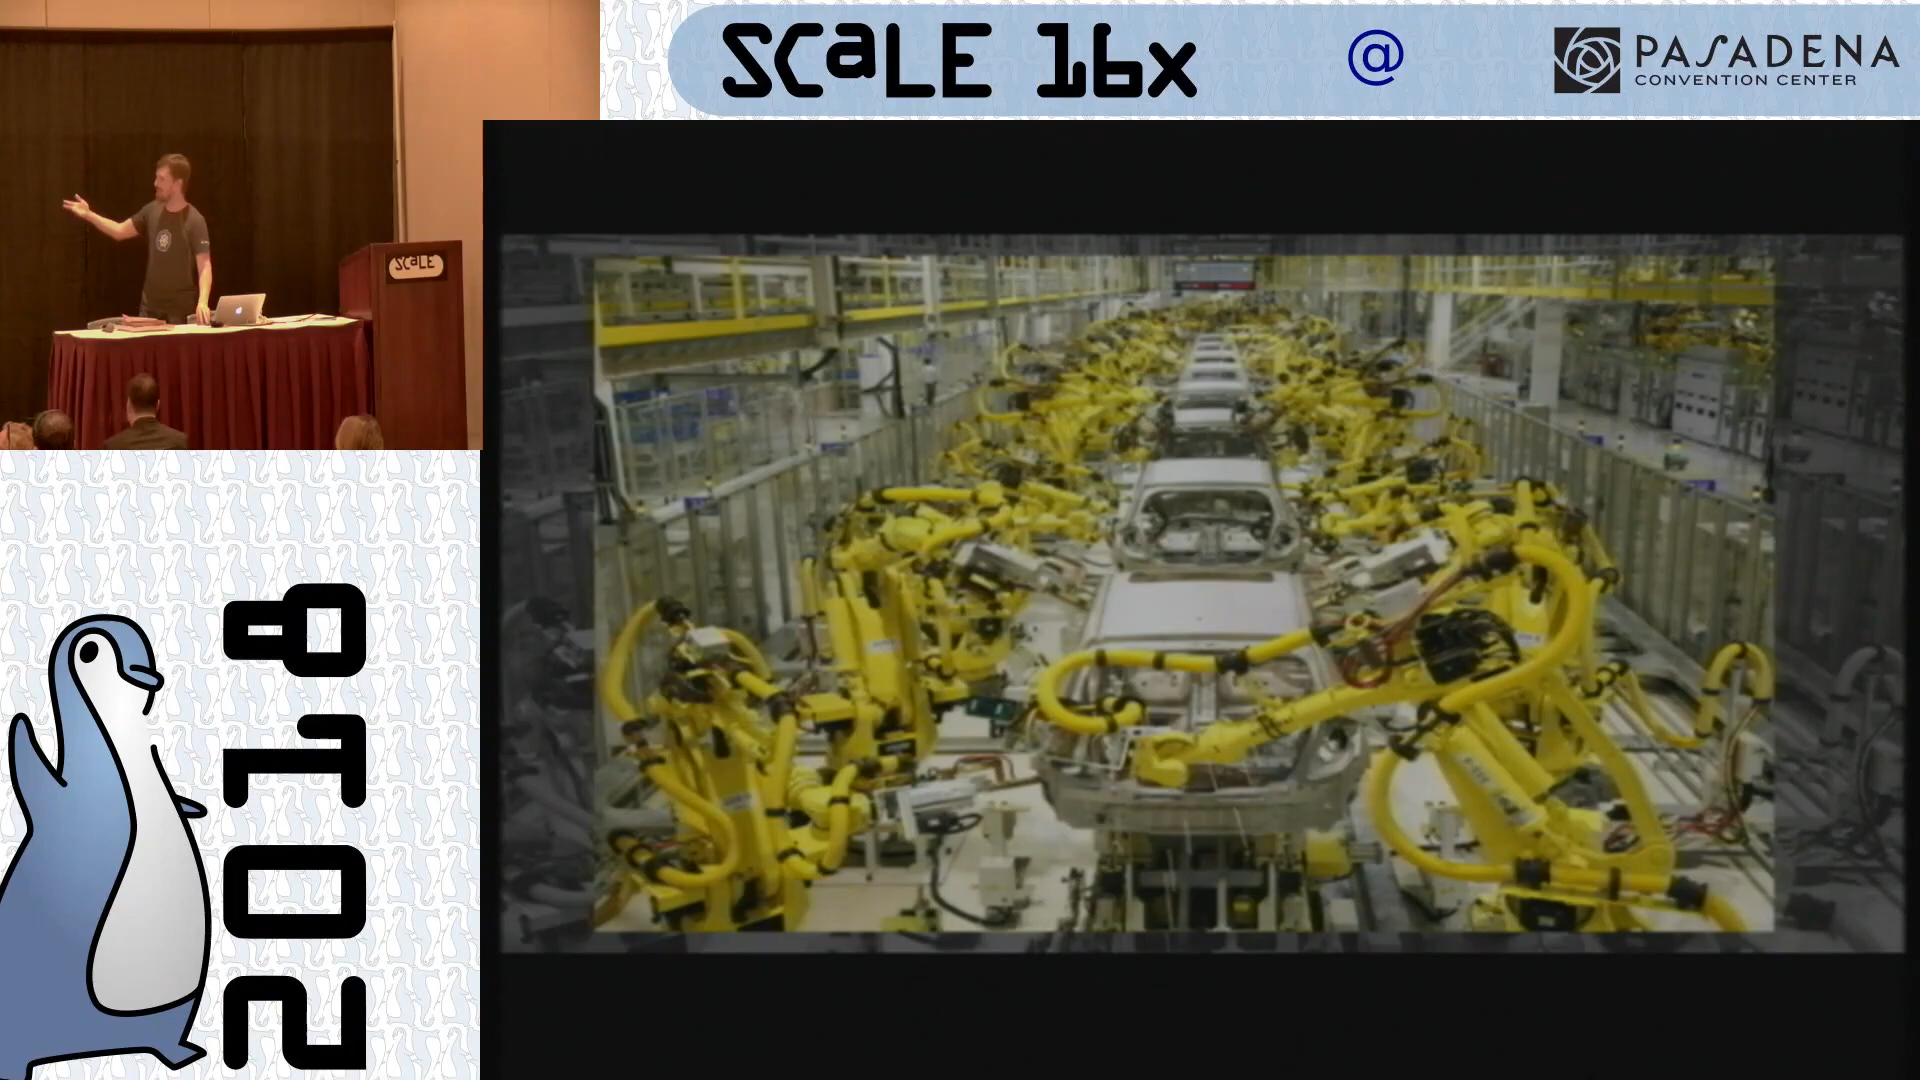 SCaLE 16x
@
PASADENA
CONVENTION CENTER
SCaLE
2018